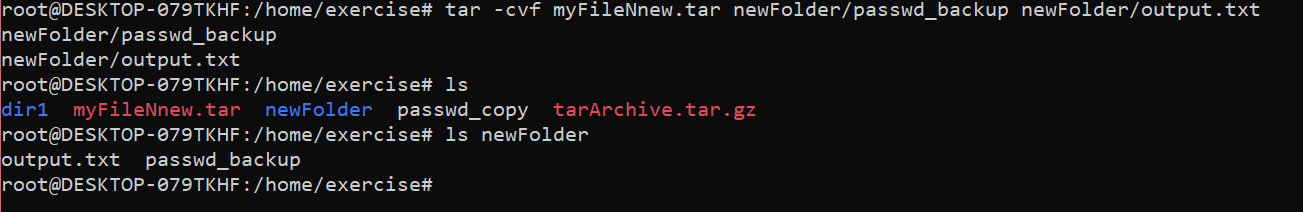 root@DESKTOP-079TKHF:/home/exercise# tar -cvf myFileNnew.tar newFolder/passwd_backup newFolder/output.txt
newFolder/passwd_backup
newFolder/output.txt
root@DESKTOP-079TKHF:/home/exercise# ls
dir1  myFileNnew.tar  newFolder  passwd_copy  tarArchive.tar.gz
root@DESKTOP-079TKHF:/home/exercise# ls newFolder
output.txt  passwd_backup
root@DESKTOP-079TKHF:/home/exercise#